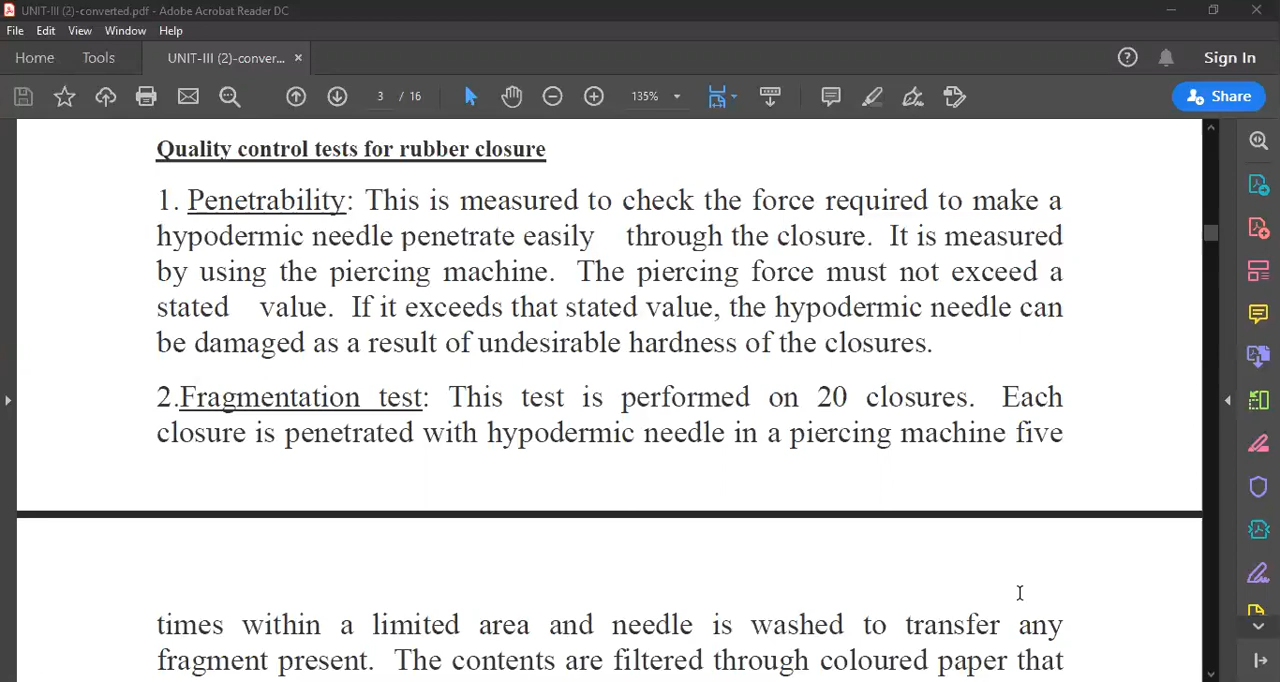 UNIT-III (2)-converted.pdf - Adobe Acrobat Reader DC
File Edit View Window Help
Home Tools UNIT-III (2)-conver... × Sign In
3 / 16 135% Share
Quality control tests for rubber closure
1. Penetrability: This is measured to check the force required to make a
hypodermic needle penetrate easily through the closure. It is measured
by using the piercing machine. The piercing force must not exceed a
stated value. If it exceeds that stated value, the hypodermic needle can
be damaged as a result of undesirable hardness of the closures.
2.Fragmentation test: This test is performed on 20 closures. Each
closure is penetrated with hypodermic needle in a piercing machine five
times within a limited area and needle is washed to transfer any
fragment present. The contents are filtered through coloured paper that